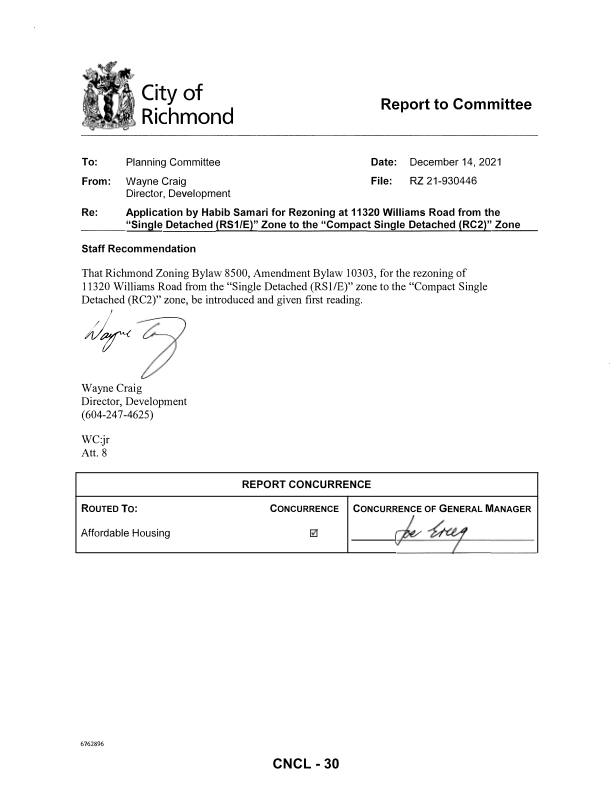 City of
Richmond
Report to Committee
To: Planning Committee Date: December 14, 2021
From: Wayne Craig File: RZ 21-930446
Director, Development
Re: Application by Habib Samari for Rezoning at 11320 Williams Road from the
“Single Detached (RS1/E)” Zone to the “Compact Single Detached (RC2)” Zone
Staff Recommendation
That Richmond Zoning Bylaw 8500, Amendment Bylaw 10303, for the rezoning of
11320 Williams Road from the “Single Detached (RS1/E)” zone to the “Compact Single
Detached (RC2)” zone, be introduced and given first reading.
Wayne Craig
Director, Development
(604-247-4625)
WC:jr
Att. 8
REPORT CONCURRENCE
ROUTED TO: CONCURRENCE CONCURRENCE OF GENERAL MANAGER
Affordable Housing ☑ Joe Erceg
6762896
CNCL - 30